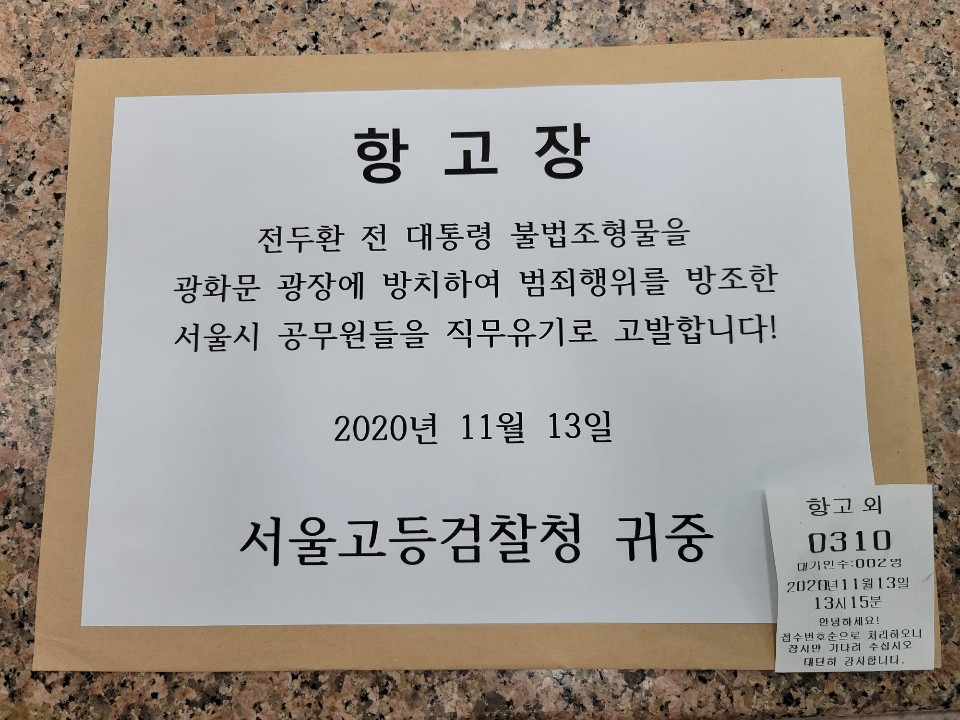 항 고 장
전두환 전 대통령 불법조형물을
광화문 광장에 방치하여 범죄행위를 방조한
서울시 공무원들을 직무유기로 고발합니다!
2020년 11월 13일
서울고등검찰청 귀중
항고외
0310
대기인수:002명
2020년11월13일
13시15분
안녕하세요!
접수번호순으로 처리하오니
잠시만 기다려 주십시오
대단히 감사합니다.